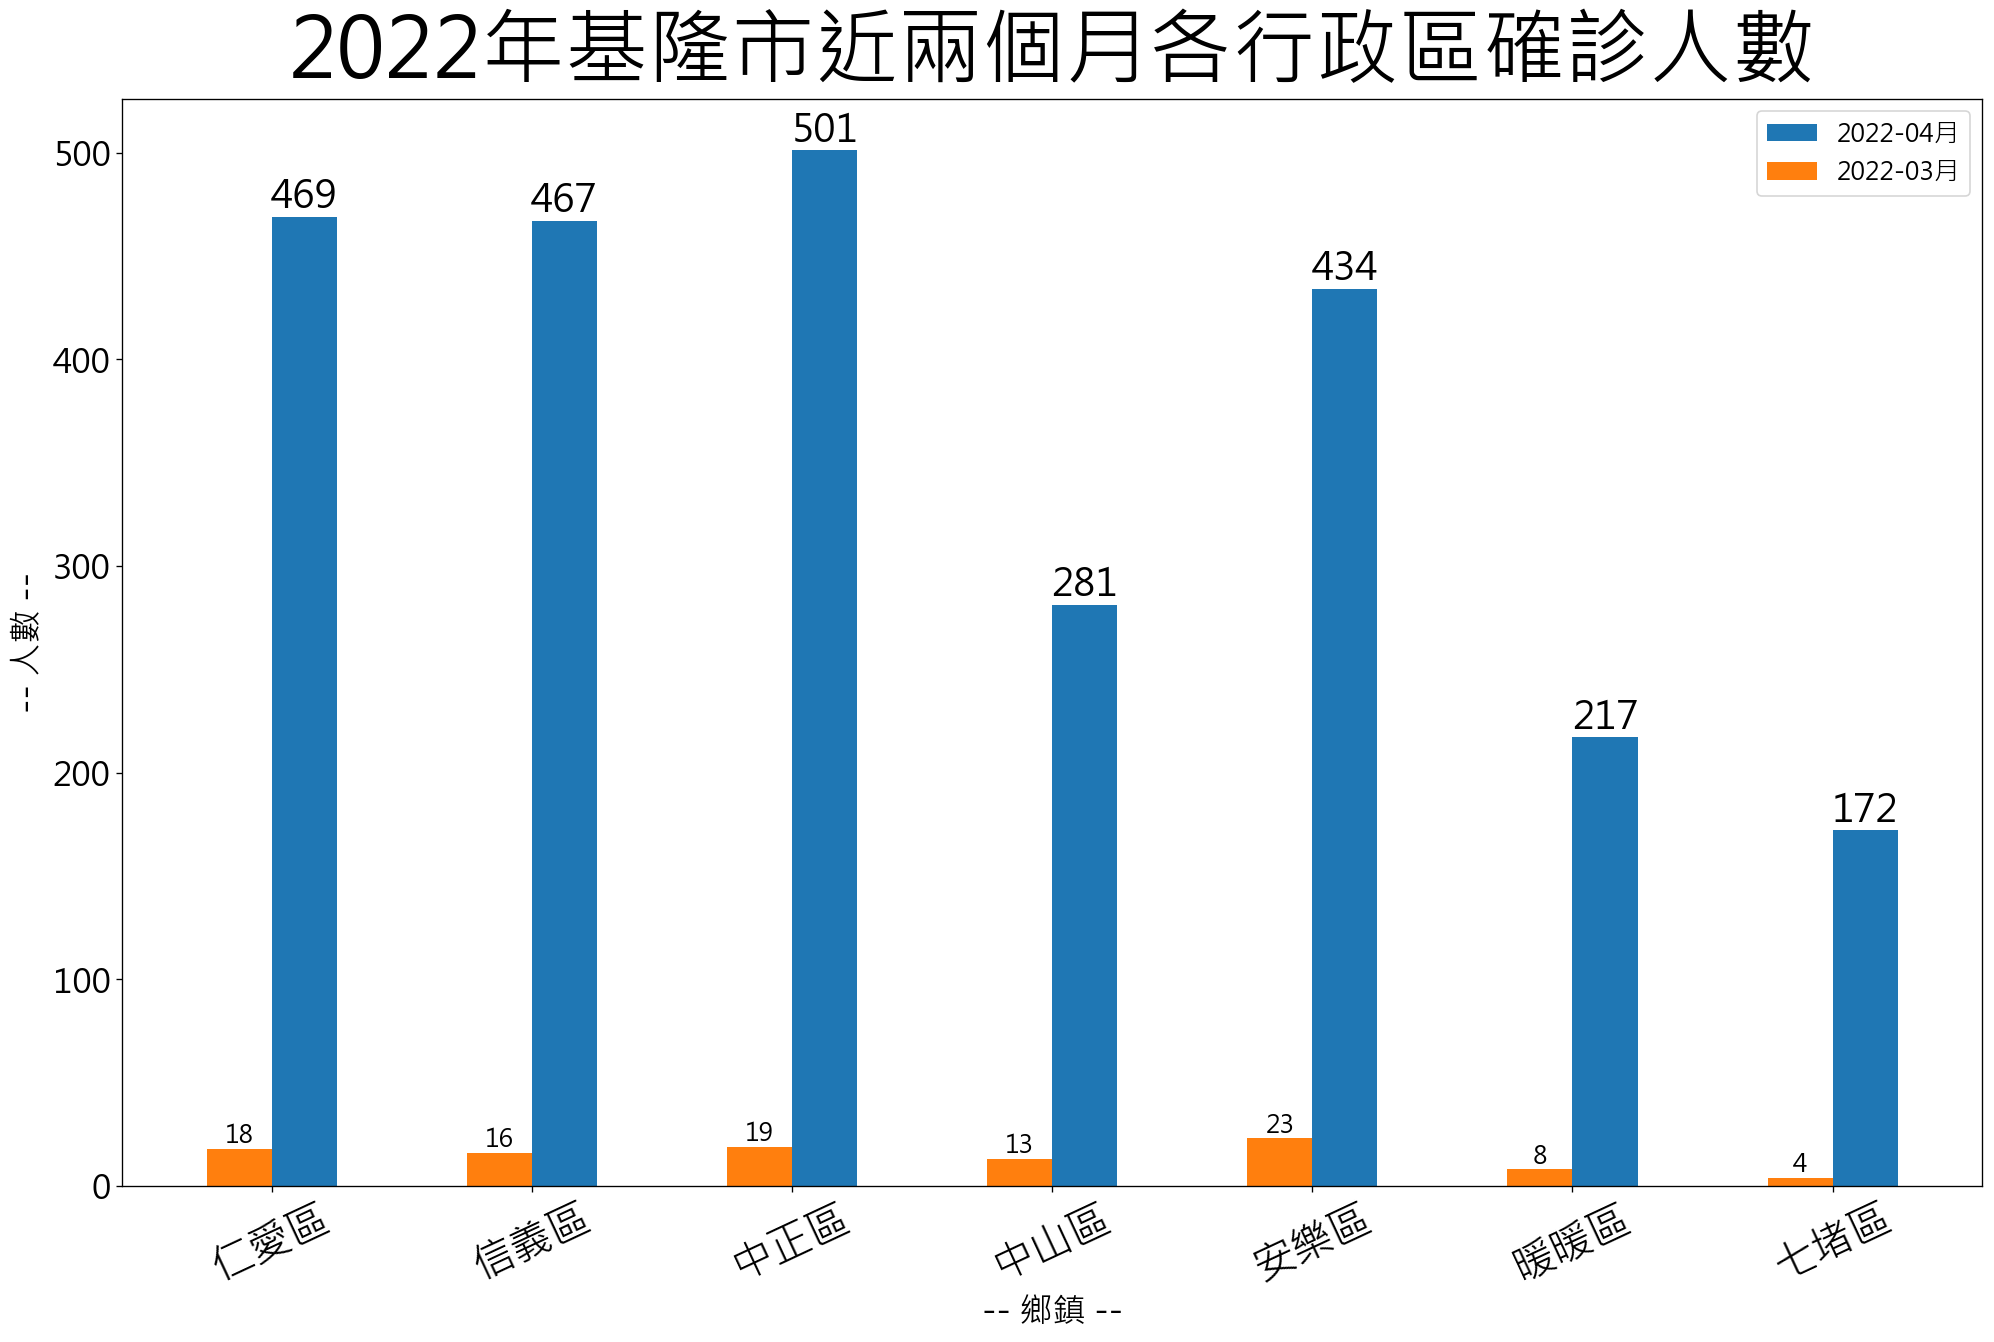 2022年基隆市近兩個月各行政區確診人數
2022-04月
2022-03月
-- 人數 --
500
400
300
200
100
0
469
467
501
281
434
217
172
18
16
19
13
23
8
4
仁愛區
信義區
中正區
中山區
安樂區
暖暖區
七堵區
-- 鄉鎮 --